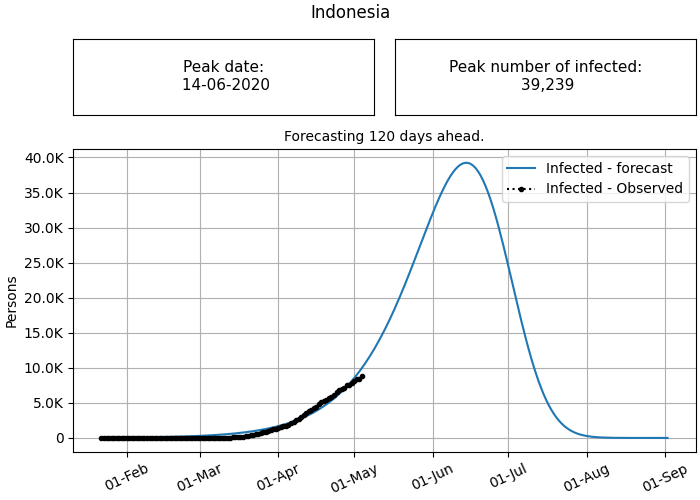 Indonesia
Peak date:
14-06-2020
Peak number of infected:
39,239
Forecasting 120 days ahead.
Infected - forecast
Infected - Observed
Persons
40.0K
35.0K
30.0K
25.0K
20.0K
15.0K
10.0K
5.0K
0
01-Feb
01-Mar
01-Apr
01-May
01-Jun
01-Jul
01-Aug
01-Sep